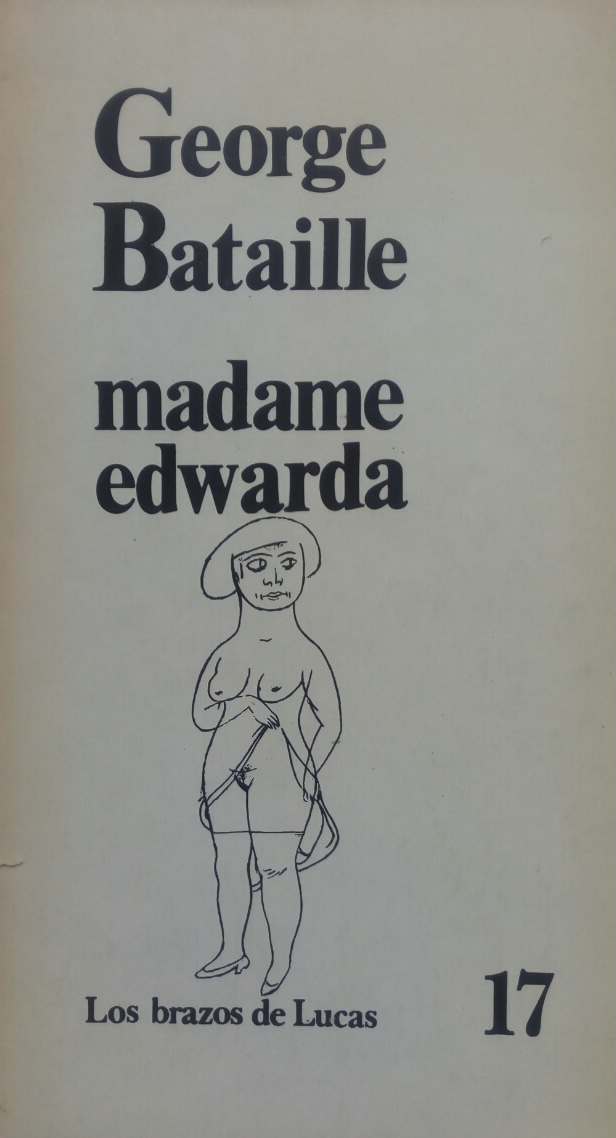 George
Bataille
madame
edwarda
Los brazos de Lucas
17